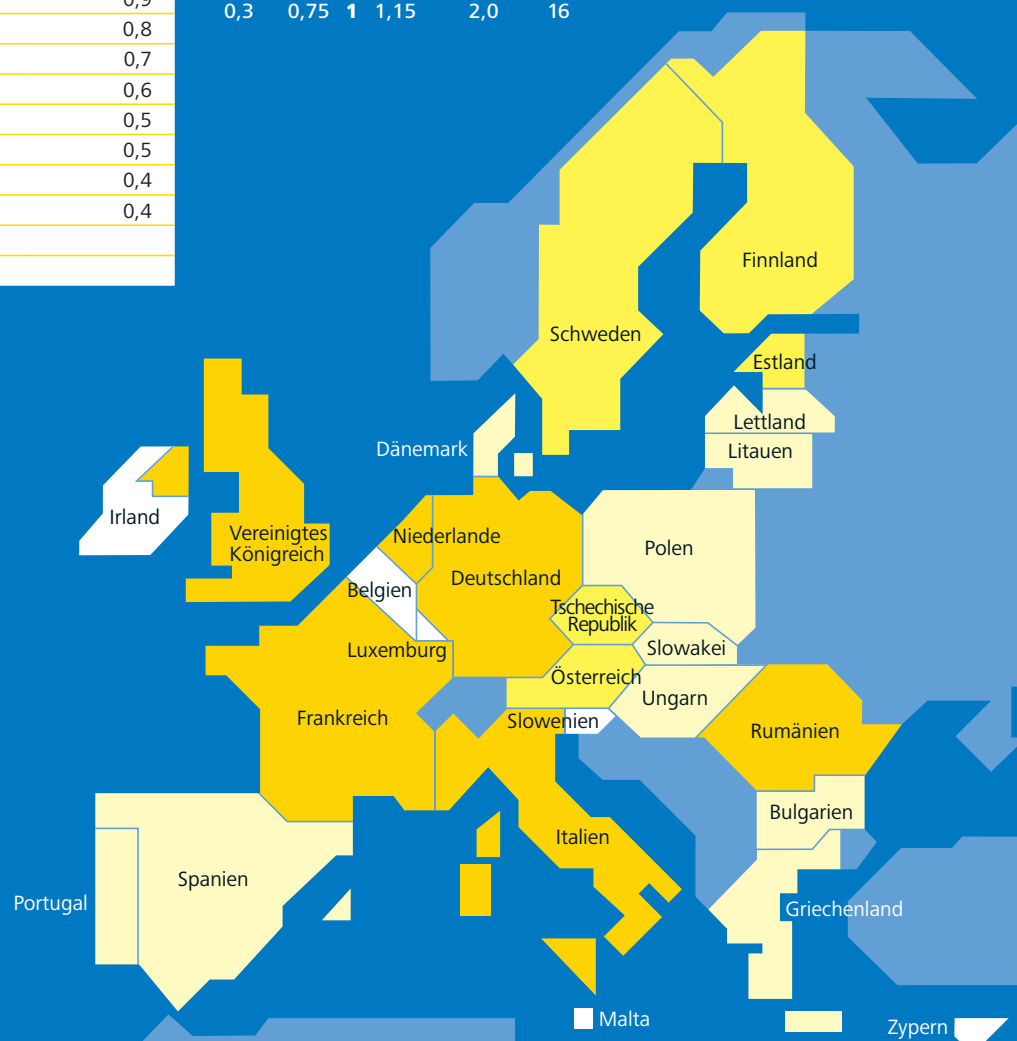 0,9
0,8
0,7
0,6
0,5
0,5
0,4
0,4
0,3 0,75 1 1,15 2,0 16
Finnland
Schweden
Estland
Lettland
Litauen
Dänemark
Irland
Vereinigtes
Königreich
Niederlande
Polen
Deutschland
Belgien
Tschechische
Republik
Luxemburg
Slowakei
Österreich
Ungarn
Frankreich
Slowenien
Rumänien
Bulgarien
Italien
Spanien
Portugal
Griechenland
Malta
Zypern